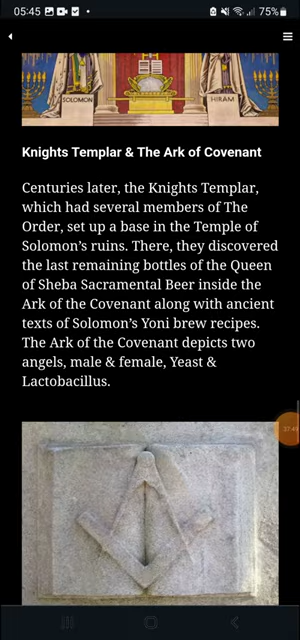 05:45
75%
SOLOMON
HIRAM
Knights Templar & The Ark of Covenant
Centuries later, the Knights Templar,
which had several members of The
Order, set up a base in the Temple of
Solomon’s ruins. There, they discovered
the last remaining bottles of the Queen
of Sheba Sacramental Beer inside the
Ark of the Covenant along with ancient
texts of Solomon’s Yoni brew recipes.
The Ark of the Covenant depicts two
angels, male & female, Yeast &
Lactobacillus.